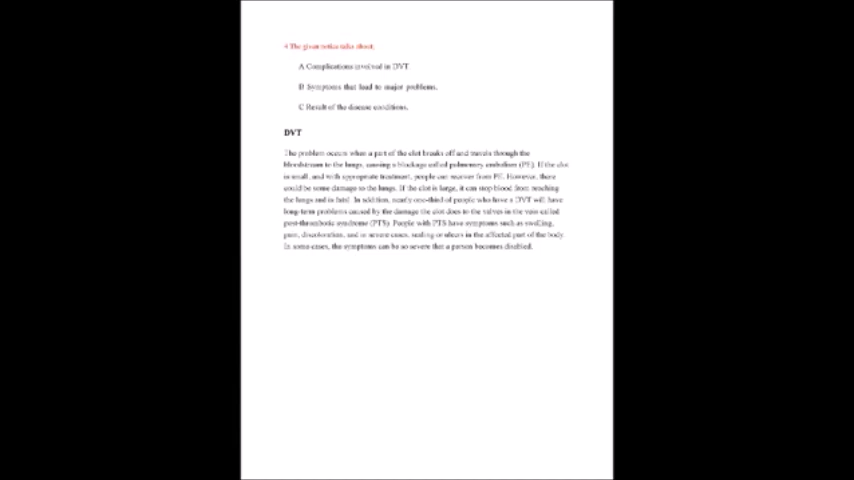 4 The given notice talks about;
A Complications involved in DVT.
B Symptoms that lead to major problems.
C Result of the disease conditions.
DVT
The problem occurs when a part of the clot breaks off and travels through the
bloodstream to the lungs, causing a blockage called pulmonary embolism (PE). If the clot
is small, and with appropriate treatment, people can recover from PE. However, there
could be some damage to the lungs. If the clot is large, it can stop blood from reaching
the lungs and is fatal. In addition, nearly one-third of people who have a DVT will have
long-term problems caused by the damage the clot does to the valves in the vein called
post-thrombotic syndrome (PTS). People with PTS have symptoms such as swelling,
pain, discoloration, and in severe cases, scaling or ulcers in the affected part of the body.
In some cases, the symptoms can be so severe that a person becomes disabled.